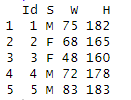 Id S W H
1 1 M 75 182
2 2 F 68 165
3 3 F 48 160
4 4 M 72 178
5 5 M 83 183